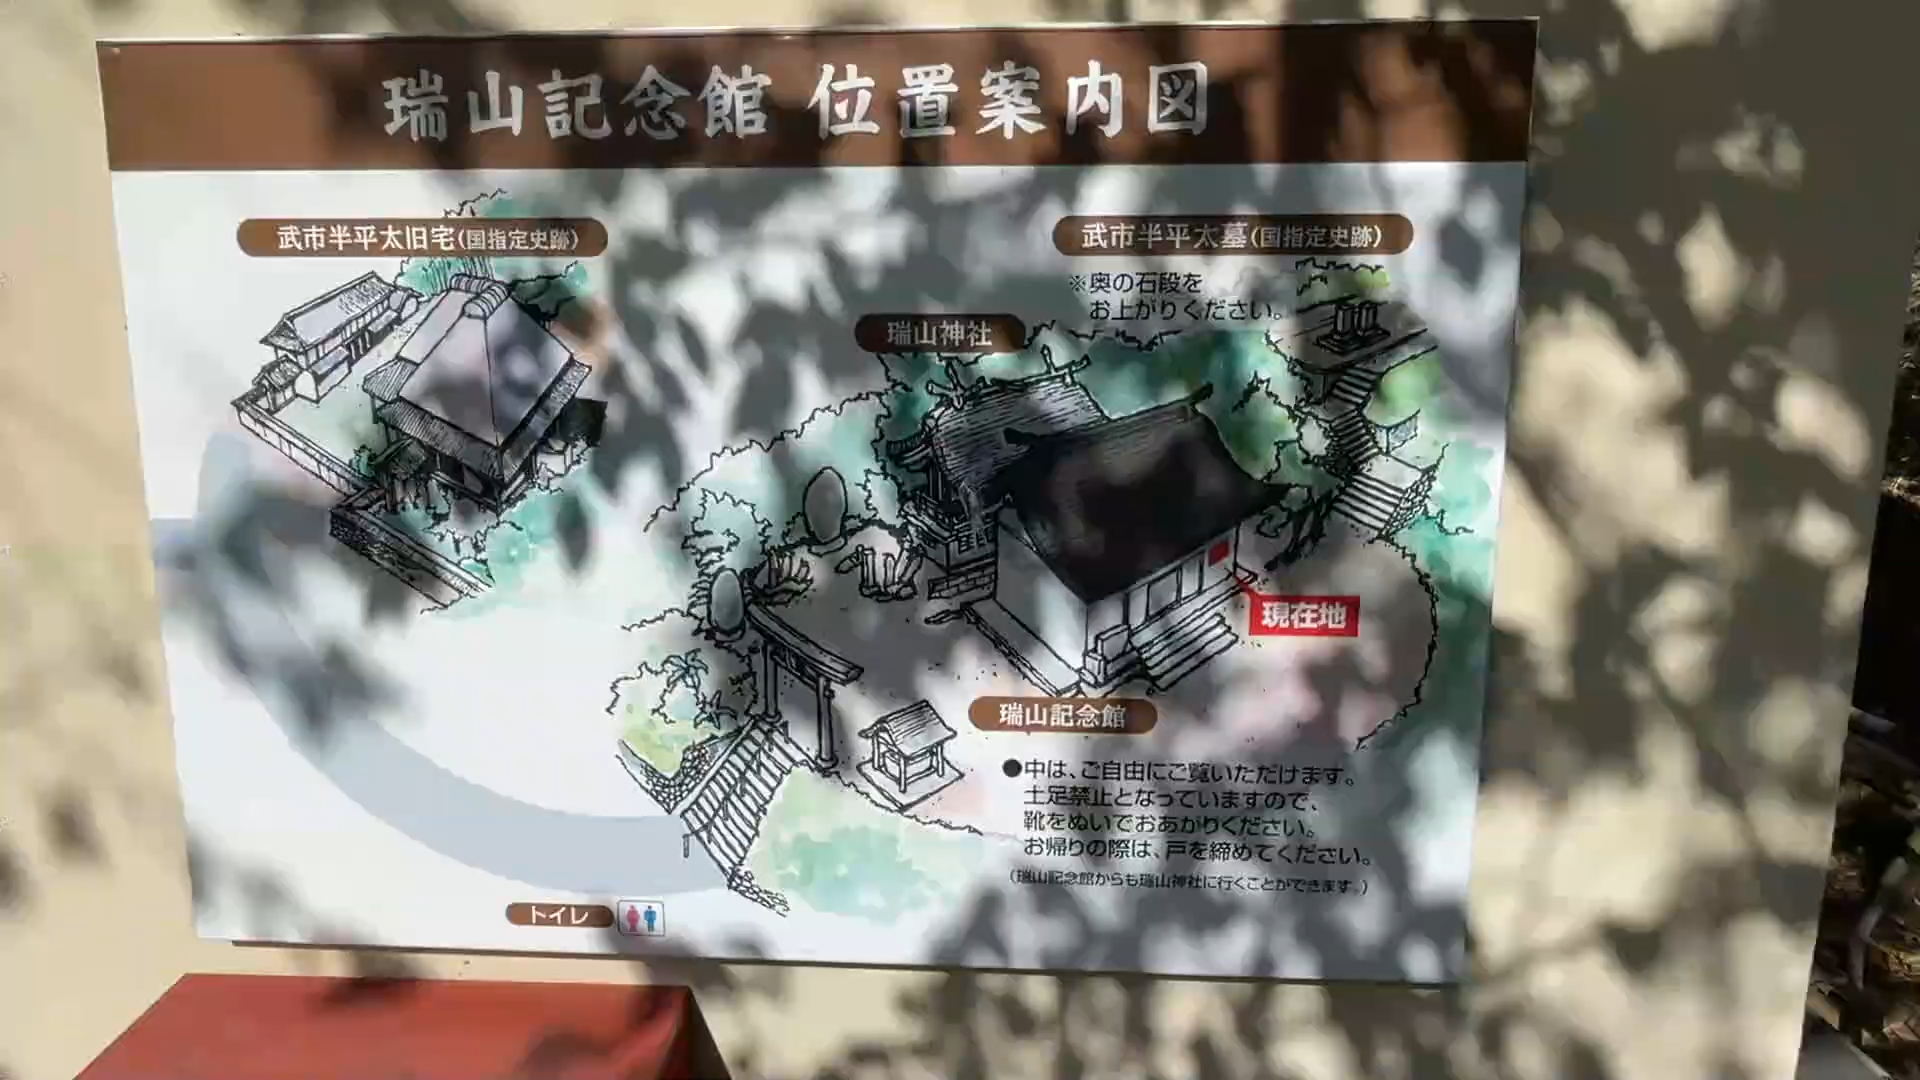 瑞山記念館 位置案内図
武市半平太旧宅(国指定史跡)
武市半平太墓(国指定史跡)
※奥の石段を
お上がりください。
瑞山神社
現在地
瑞山記念館
●中は、ご自由にご覧いただけます。
土足禁止となっていますので、
靴をぬいでおあがりください。
お帰りの際は、戸を締めてください。
(瑞山記念館からも瑞山神社に行くことができます。)
トイレ